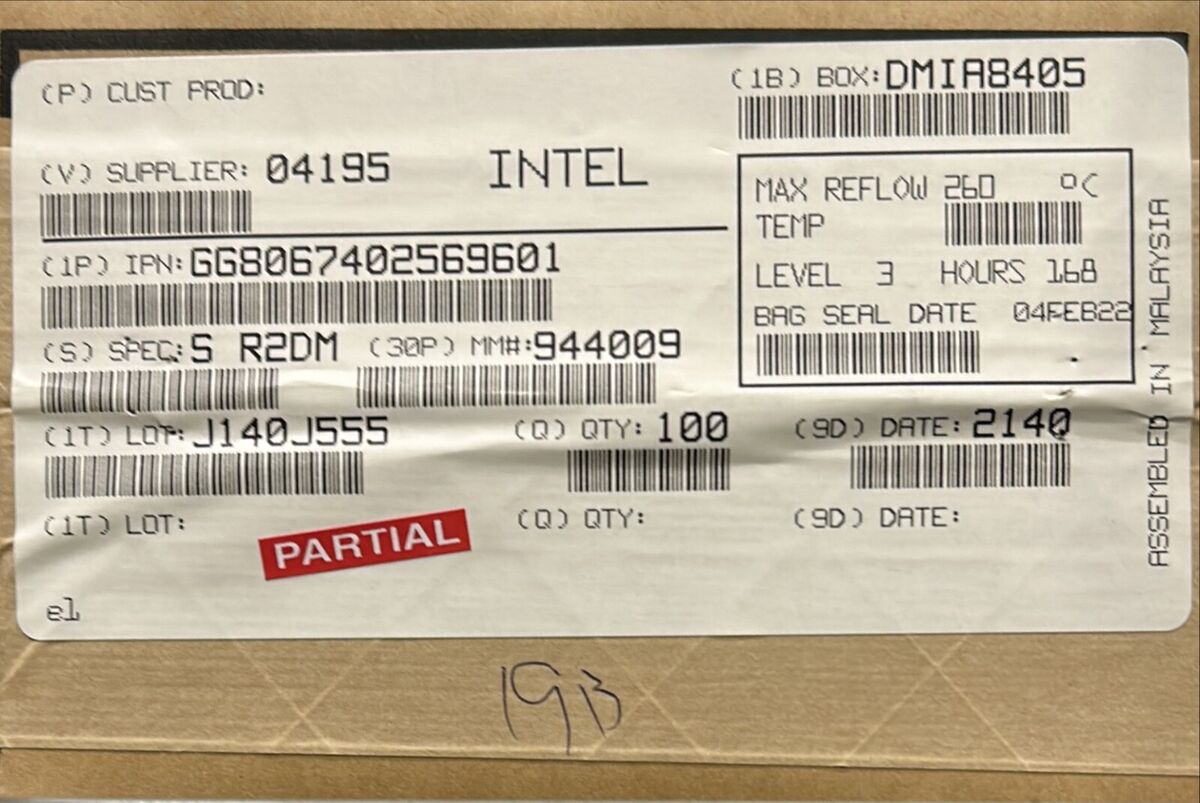 (P) CUST PROD:
(1B) BOX:DMIA8405
(V) SUPPLIER: 04195 INTEL
MAX REFLOW 260 °C
TEMP
(1P) IPN:GG8067402569601
LEVEL 3 HOURS 168
BAG SEAL DATE 04FEB22
(S) SPEC:S R2DM (30P) MM#:944009
(1T) LOT:J140J555 (Q) QTY: 100 (9D) DATE: 2140
(1T) LOT: (Q) QTY: (9D) DATE:
PARTIAL
e1
ASSEMBLED IN MALAYSIA
19B